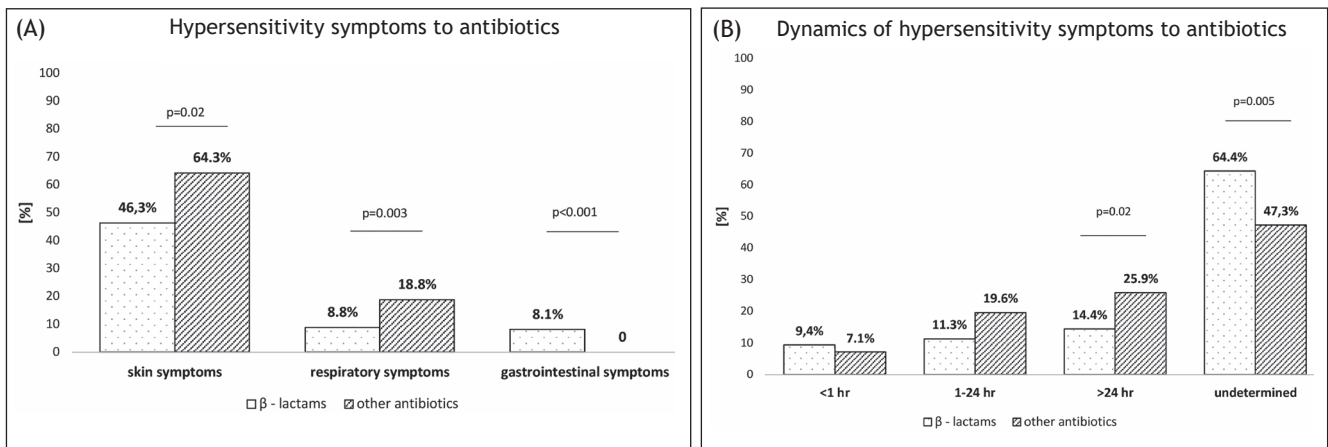 (A) Hypersensitivity symptoms to antibiotics
100
90
80
70
60
50
40
30
20
10
0
[%]
p=0.02
46,3%
64.3%
p=0.003
8.8%
18.8%
p<0.001
8.1%
0
skin symptoms
respiratory symptoms
gastrointestinal symptoms
β - lactams
other antibiotics
(B) Dynamics of hypersensitivity symptoms to antibiotics
100
90
80
70
60
50
40
30
20
10
0
[%]
9,4%
7.1%
11.3%
19.6%
p=0.02
14.4%
25.9%
p=0.005
64.4%
47,3%
<1 hr
1-24 hr
>24 hr
undetermined
β - lactams
other antibiotics